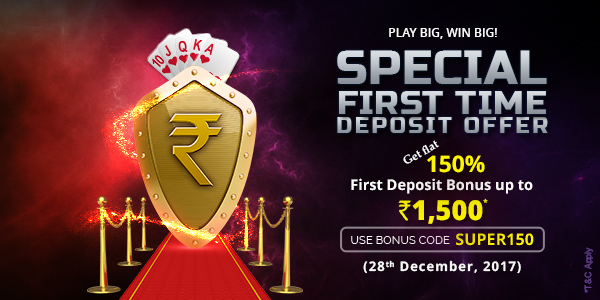 10 J Q K A
₹
PLAY BIG, WIN BIG!
SPECIAL
FIRST TIME
DEPOSIT OFFER
Get flat
150%
First Deposit Bonus up to
₹1,500*
USE BONUS CODE SUPER150
(28th December, 2017)
*T&C Apply